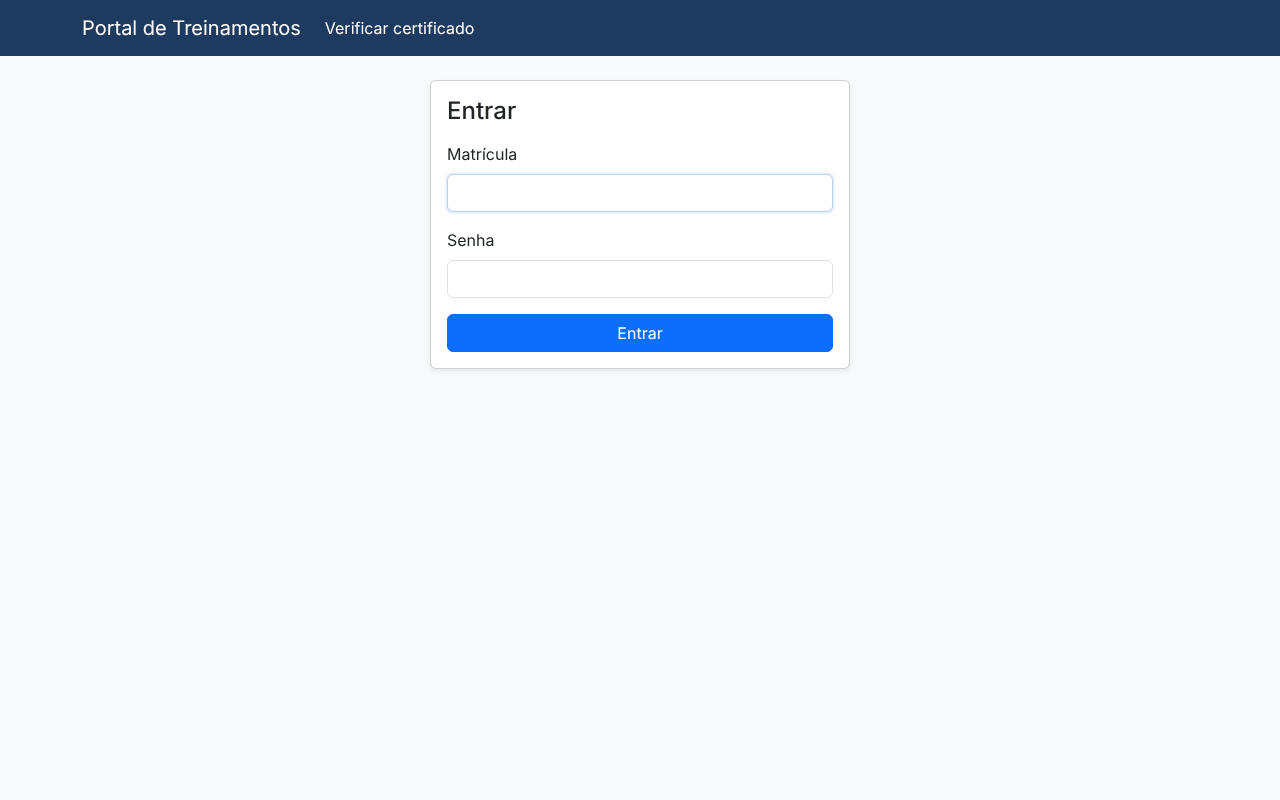 Portal de Treinamentos Verificar certificado
Entrar
Matrícula
Senha
Entrar